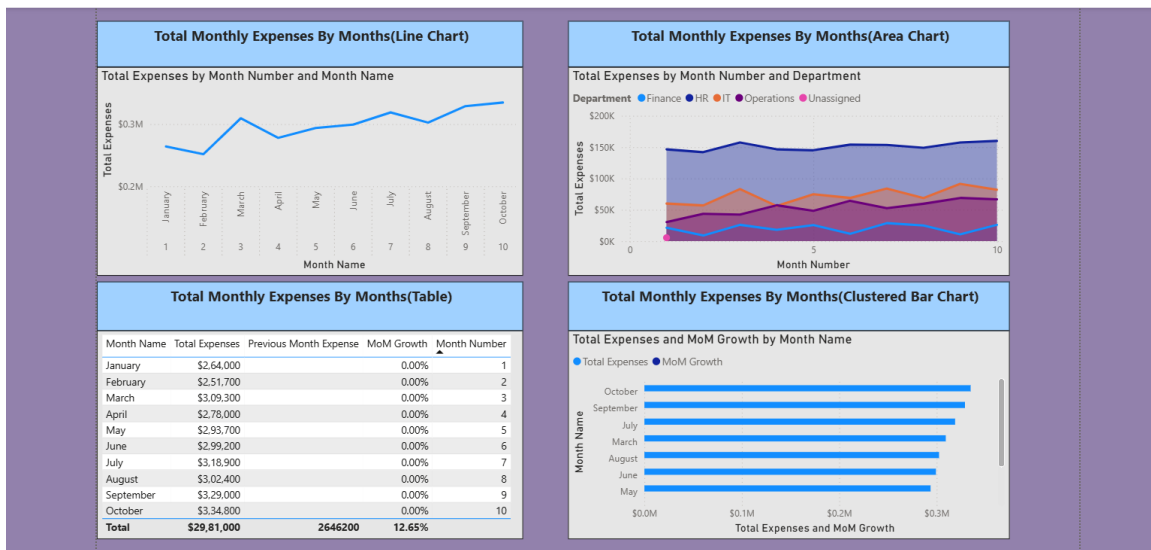 Total Monthly Expenses By Months(Line Chart)
Total Expenses by Month Number and Month Name
Total Expenses
$0.3M
$0.2M
January February March April May June July August September October
1 2 3 4 5 6 7 8 9 10
Month Name
Total Monthly Expenses By Months(Area Chart)
Total Expenses by Month Number and Department
Department Finance HR IT Operations Unassigned
Total Expenses
$200K
$150K
$100K
$50K
$0K
0 5 10
Month Number
Total Monthly Expenses By Months(Table)
Month Name Total Expenses Previous Month Expense MoM Growth Month Number
January $2,64,000 0.00% 1
February $2,51,700 0.00% 2
March $3,09,300 0.00% 3
April $2,78,000 0.00% 4
May $2,93,700 0.00% 5
June $2,99,200 0.00% 6
July $3,18,900 0.00% 7
August $3,02,400 0.00% 8
September $3,29,000 0.00% 9
October $3,34,800 0.00% 10
Total $29,81,000 2646200 12.65%
Total Monthly Expenses By Months(Clustered Bar Chart)
Total Expenses and MoM Growth by Month Name
Total Expenses MoM Growth
Month Name
October
September
July
March
August
June
May
$0.0M $0.1M $0.2M $0.3M
Total Expenses and MoM Growth